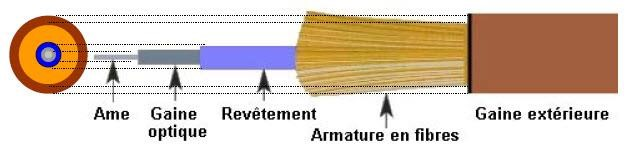 Ame
Gaine
optique
Revêtement
Armature en fibres
Gaine extérieure